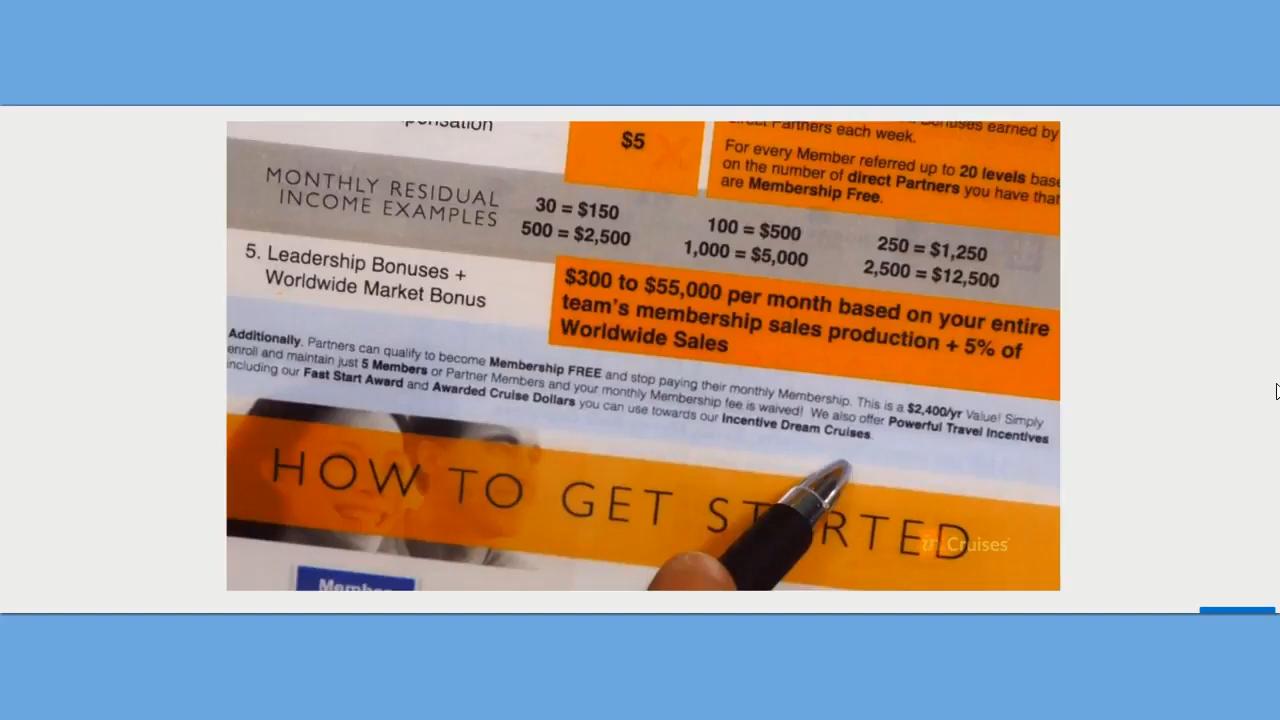 $5
direct Partners each week.
For every Member referred up to 20 levels
on the number of direct Partners you have that
are Membership Free.
MONTHLY RESIDUAL
INCOME EXAMPLES
30 = $150
100 = $500
250 = $1,250
500 = $2,500
1,000 = $5,000
2,500 = $12,500
5. Leadership Bonuses +
Worldwide Market Bonus
$300 to $55,000 per month based on your entire
team's membership sales production + 5% of
Worldwide Sales
Additionally, Partners can qualify to become Membership FREE and stop paying their monthly Membership. This is a $2,400/yr Value! Simply
enroll and maintain just 5 Members or Partner Members and your monthly Membership fee is waived! We also offer Powerful Travel Incentives
including our Fast Start Award and Awarded Cruise Dollars you can use towards our Incentive Dream Cruises.
HOW TO GET
inCruises